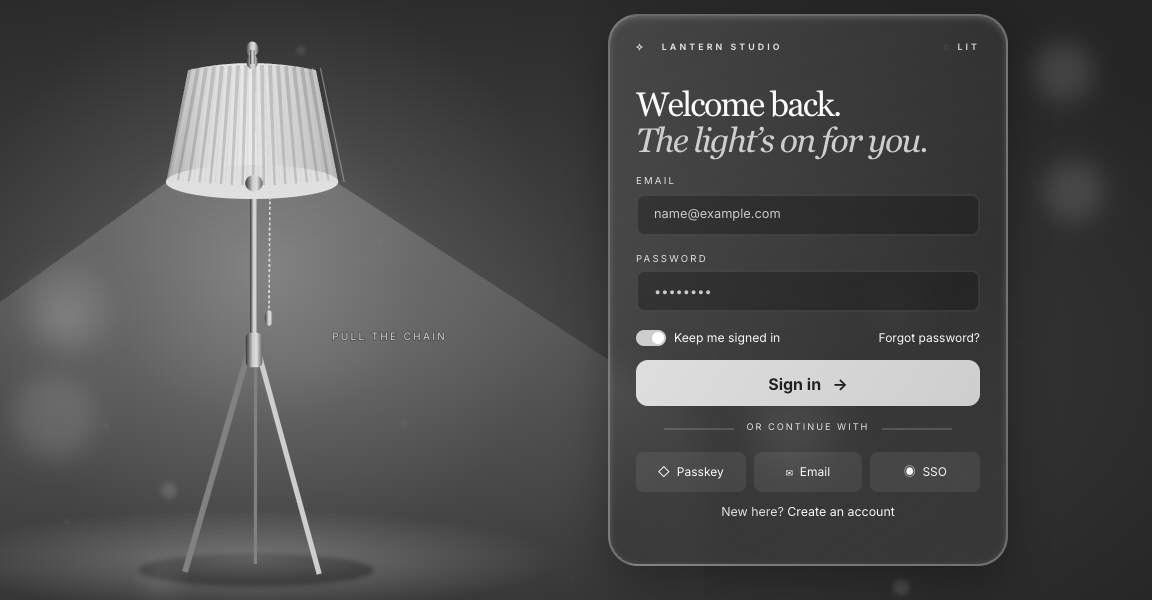 LANTERN STUDIO
LIT
Welcome back.
The light's on for you.
EMAIL
name@example.com
PASSWORD
••••••••
PULL THE CHAIN
Keep me signed in
Forgot password?
Sign in →
OR CONTINUE WITH
Passkey
Email
SSO
New here? Create an account